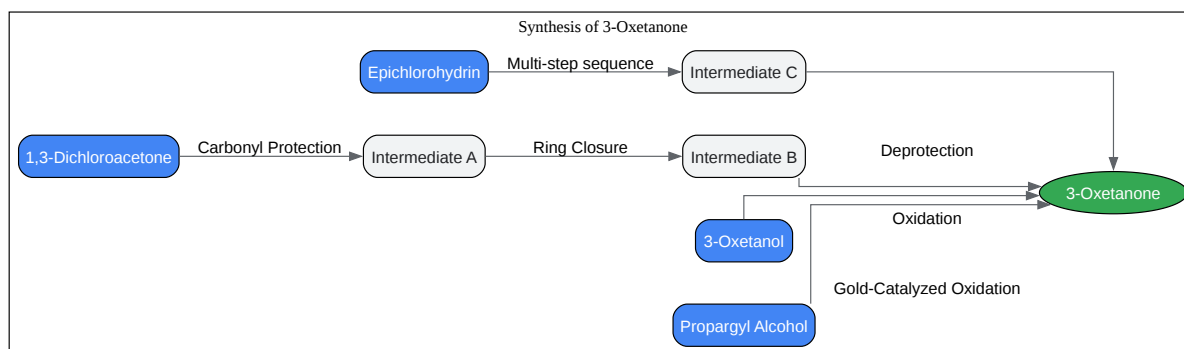 Synthesis of 3-Oxetanone
Epichlorohydrin
Multi-step sequence
Intermediate C
1,3-Dichloroacetone
Carbonyl Protection
Intermediate A
Ring Closure
Intermediate B
Deprotection
3-Oxetanone
3-Oxetanol
Oxidation
Gold-Catalyzed Oxidation
Propargyl Alcohol